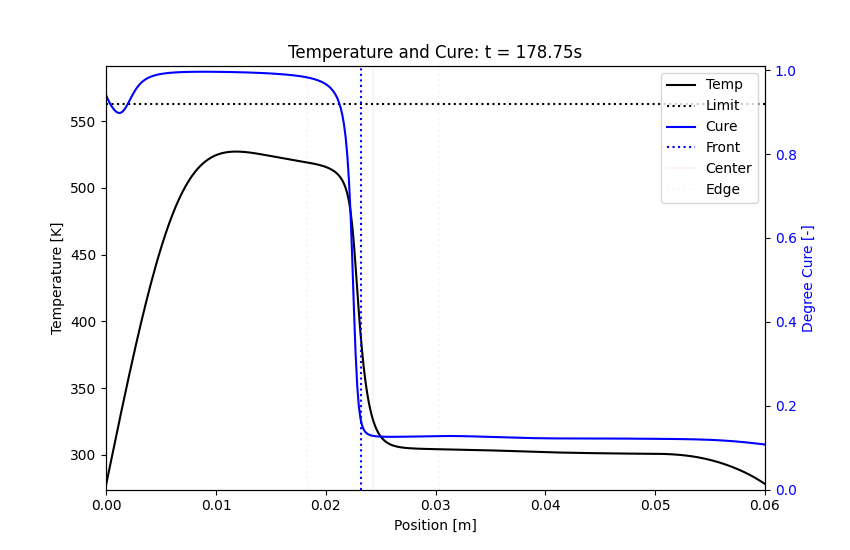 Temperature and Cure: t = 178.75s
Temperature [K]
550
500
450
400
350
300
Temp
Limit
Cure
Front
Center
Edge
1.0
0.8
0.6
0.4
0.2
0.0
Degree Cure [-]
0.00 0.01 0.02 0.03 0.04 0.05 0.06
Position [m]